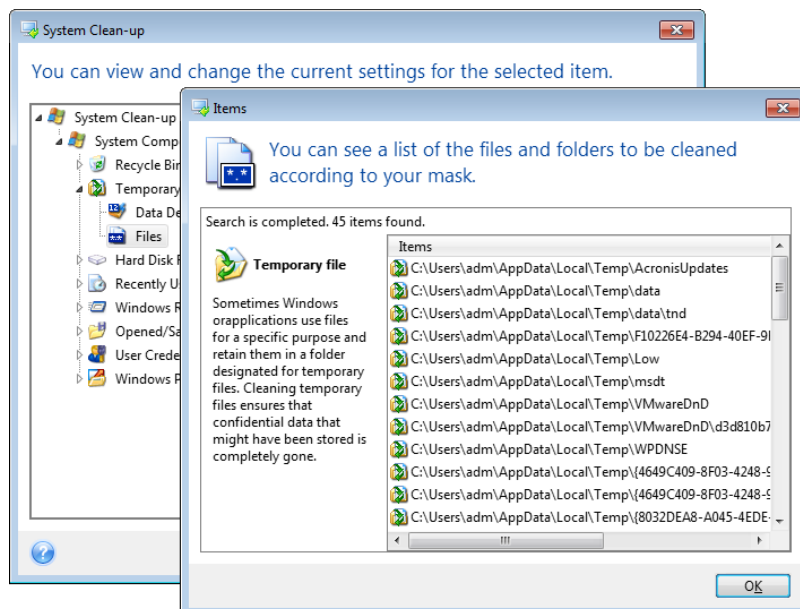 System Clean-up
You can view and change the current settings for the selected item.
System Clean-up
System Comp
Recycle Bin
Temporary
Data De
Files
Hard Disk F
Recently U
Windows R
Opened/Sa
User Crede
Windows P
Items
You can see a list of the files and folders to be cleaned
according to your mask.
Search is completed. 45 items found.
Temporary file
Sometimes Windows
orapplications use files
for a specific purpose and
retain them in a folder
designated for temporary
files. Cleaning temporary
files ensures that
confidential data that
might have been stored is
completely gone.
Items
C:\Users\adm\AppData\Local\Temp\AcronisUpdates
C:\Users\adm\AppData\Local\Temp\data
C:\Users\adm\AppData\Local\Temp\data\tnd
C:\Users\adm\AppData\Local\Temp\F10226E4-B294-40EF-9
C:\Users\adm\AppData\Local\Temp\Low
C:\Users\adm\AppData\Local\Temp\msdt
C:\Users\adm\AppData\Local\Temp\VMwareDnD
C:\Users\adm\AppData\Local\Temp\VMwareDnD\d3d810b7
C:\Users\adm\AppData\Local\Temp\WPDNSE
C:\Users\adm\AppData\Local\Temp\{4649C409-8F03-4248-9
C:\Users\adm\AppData\Local\Temp\{4649C409-8F03-4248-9
C:\Users\adm\AppData\Local\Temp\{8032DEA8-A045-4EDE-
OK